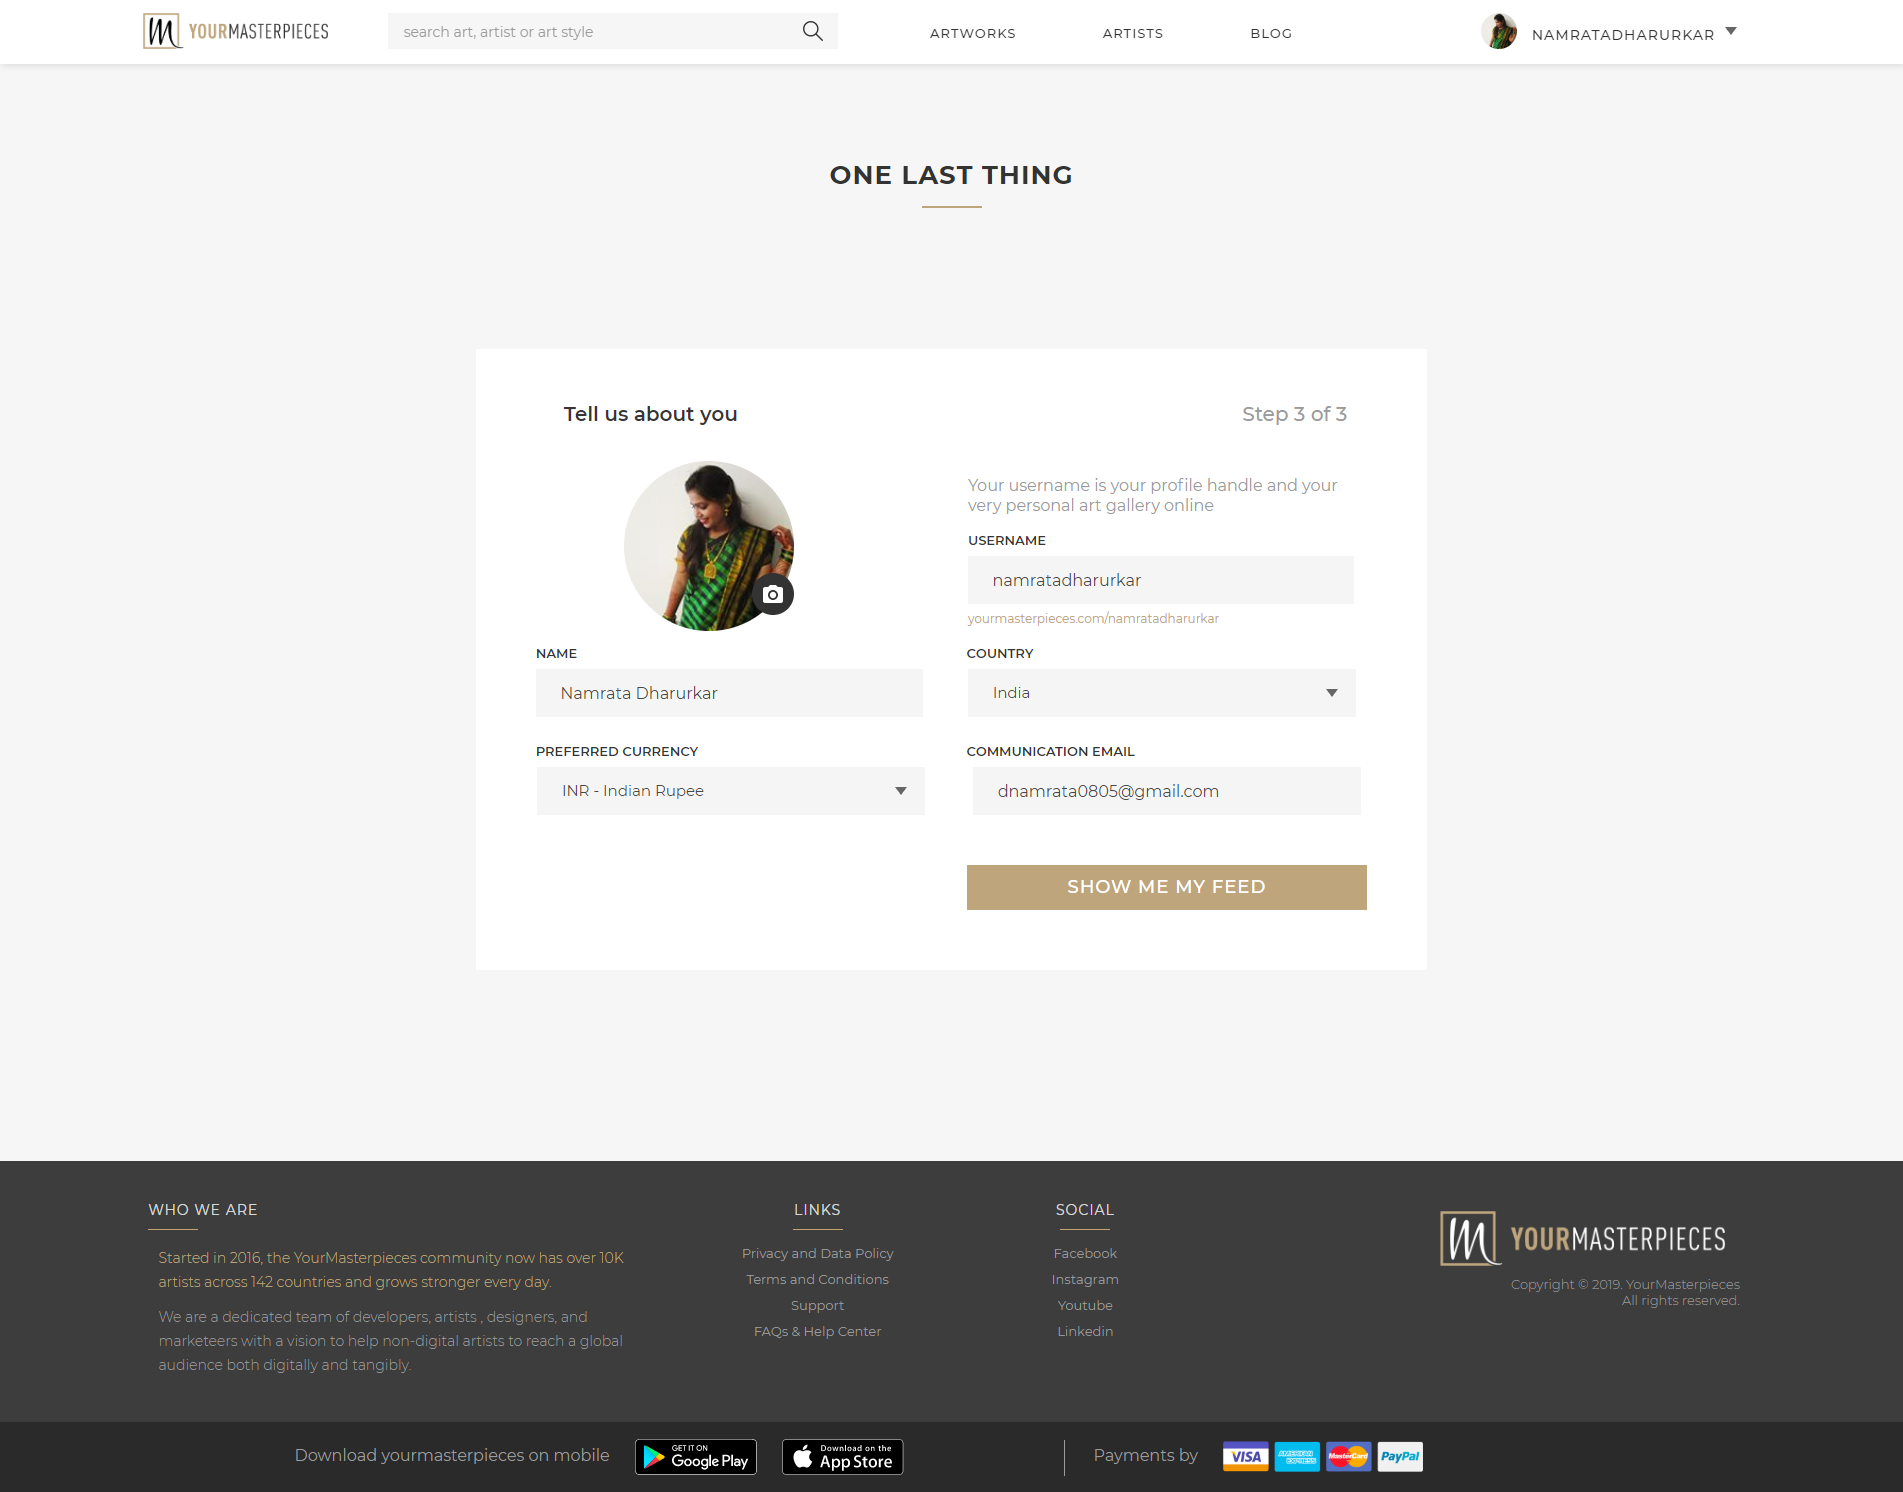 m YOURMASTERPIECES
search art, artist or art style
ARTWORKS
ARTISTS
BLOG
NAMRATADHARURKAR
ONE LAST THING
Tell us about you
Step 3 of 3
Your username is your profile handle and your
very personal art gallery online
USERNAME
namratadharurkar
yourmasterpieces.com/namratadharurkar
NAME
Namrata Dharurkar
COUNTRY
India
PREFERRED CURRENCY
INR - Indian Rupee
COMMUNICATION EMAIL
dnamrata0805@gmail.com
SHOW ME MY FEED
WHO WE ARE
Started in 2016, the YourMasterpieces community now has over 10K
artists across 142 countries and grows stronger every day.
We are a dedicated team of developers, artists , designers, and
marketeers with a vision to help non-digital artists to reach a global
audience both digitally and tangibly.
LINKS
Privacy and Data Policy
Terms and Conditions
Support
FAQs & Help Center
SOCIAL
Facebook
Instagram
Youtube
Linkedin
m YOURMASTERPIECES
Copyright © 2019. YourMasterpieces
All rights reserved.
Download yourmasterpieces on mobile
GET IT ON
Google Play
Download on the
App Store
Payments by
VISA
AMERICAN
EXPRESS
MasterCard
PayPal